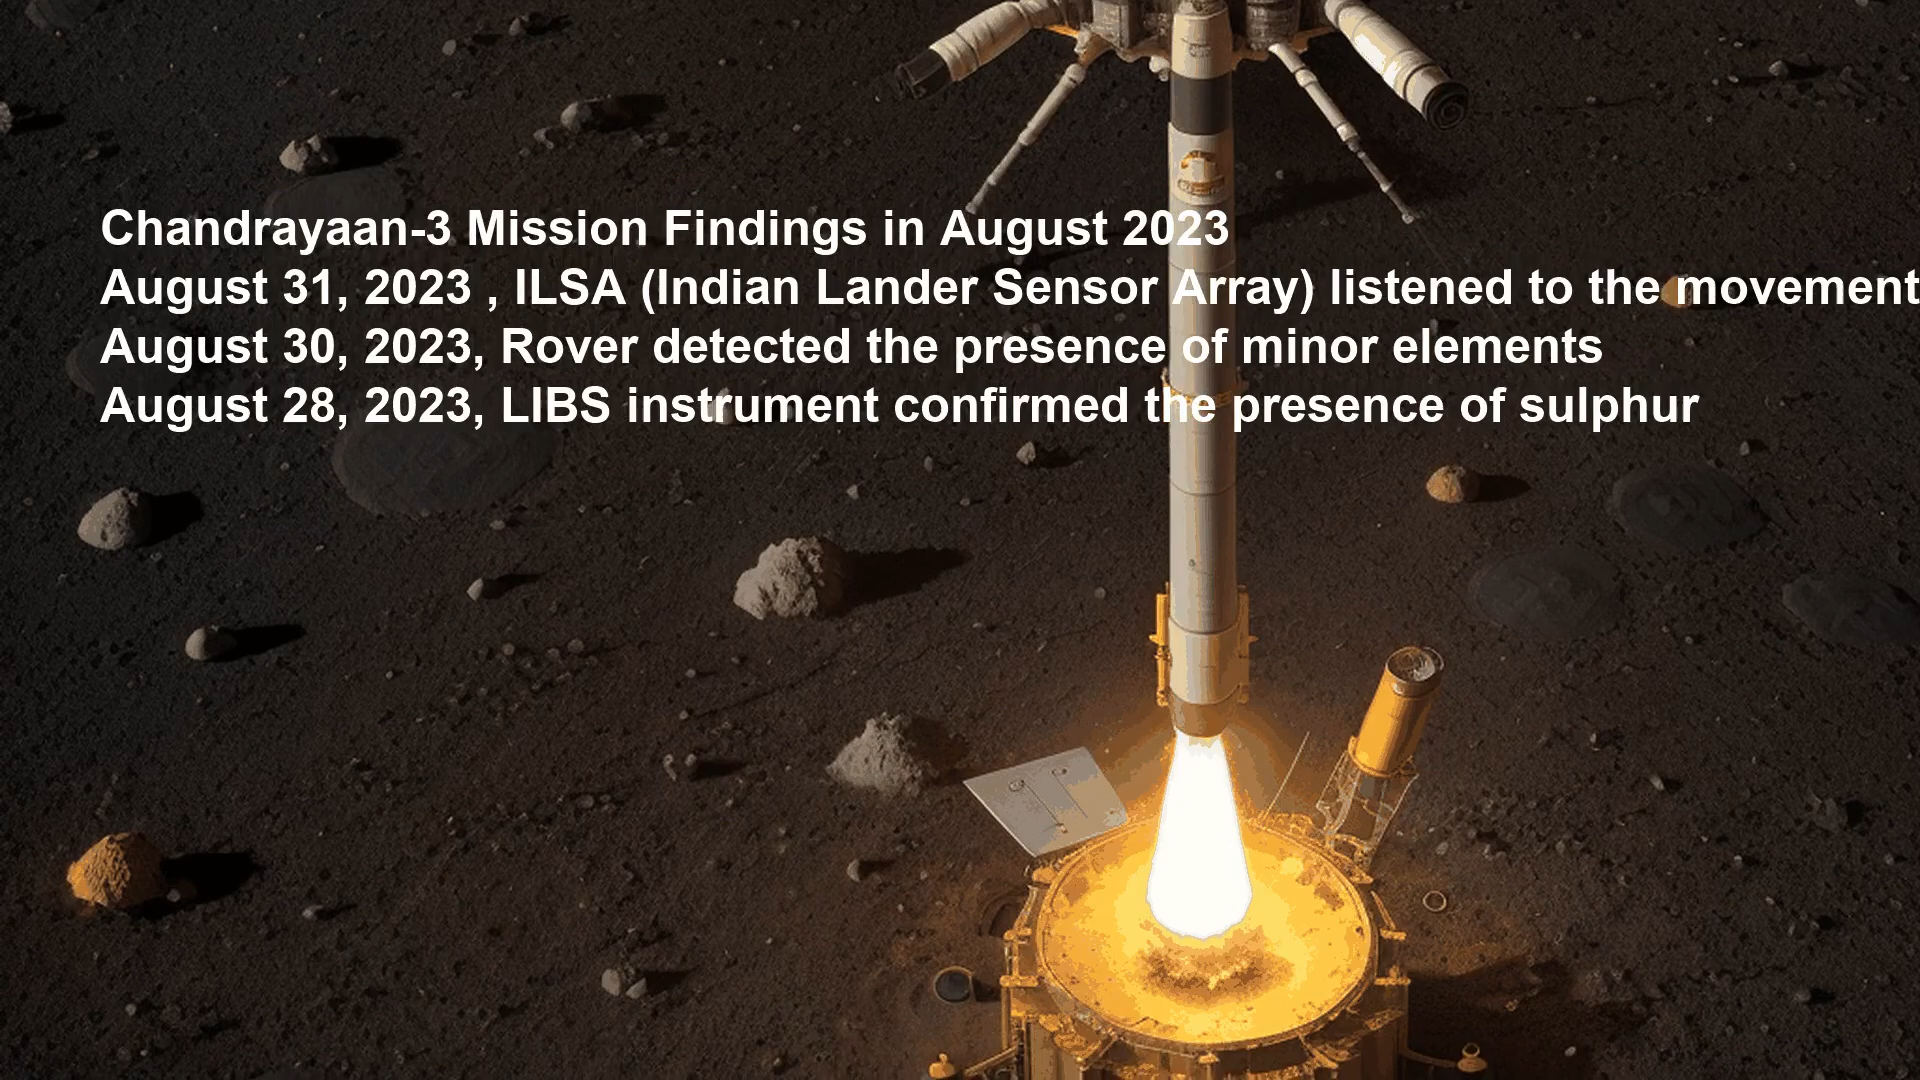 Chandrayaan-3 Mission Findings in August 2023
August 31, 2023 , ILSA (Indian Lander Sensor Array) listened to the movement
August 30, 2023, Rover detected the presence of minor elements
August 28, 2023, LIBS instrument confirmed the presence of sulphur